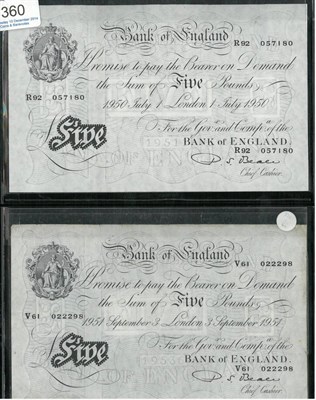 360
Bank of England
R92 057180
I Promise to pay the Bearer on Demand
the Sum of Five Pounds
R92 057180
1950 July 1 London 1 July 1950
For the Gov.r and Comp.a of the
BANK OF ENGLAND.
R92 057180
Five
Chief Cashier
Bank of England
V61 022298
I Promise to pay the Bearer on Demand
the Sum of Five Pounds
V61 022298
1951 September 3 London 3 September 1951
For the Gov.r and Comp.a of the
BANK OF ENGLAND.
V61 022298
Five
Chief Cashier